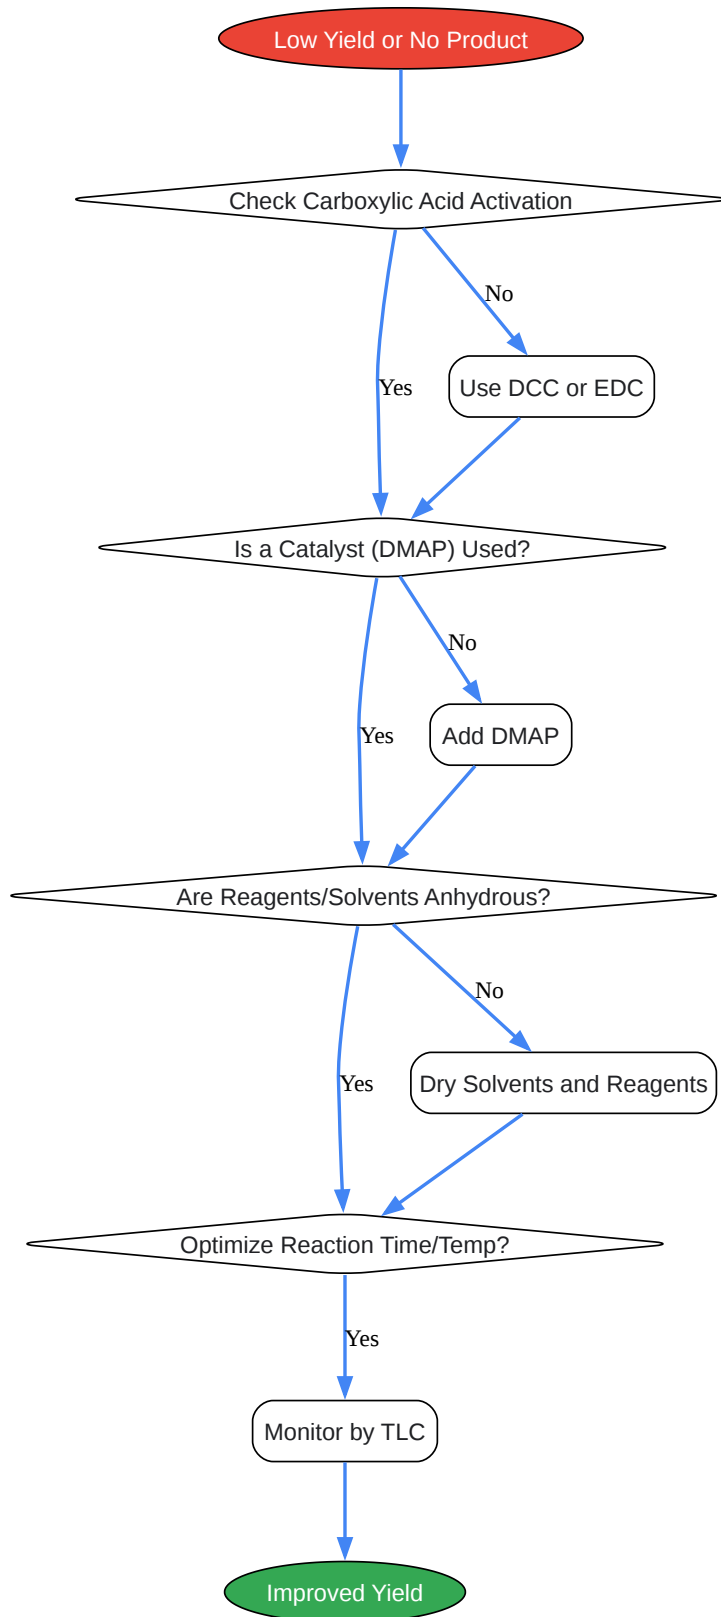 Low Yield or No Product
Check Carboxylic Acid Activation
No
Yes
Use DCC or EDC
Is a Catalyst (DMAP) Used?
No
Yes
Add DMAP
Are Reagents/Solvents Anhydrous?
No
Yes
Dry Solvents and Reagents
Optimize Reaction Time/Temp?
Yes
Monitor by TLC
Improved Yield